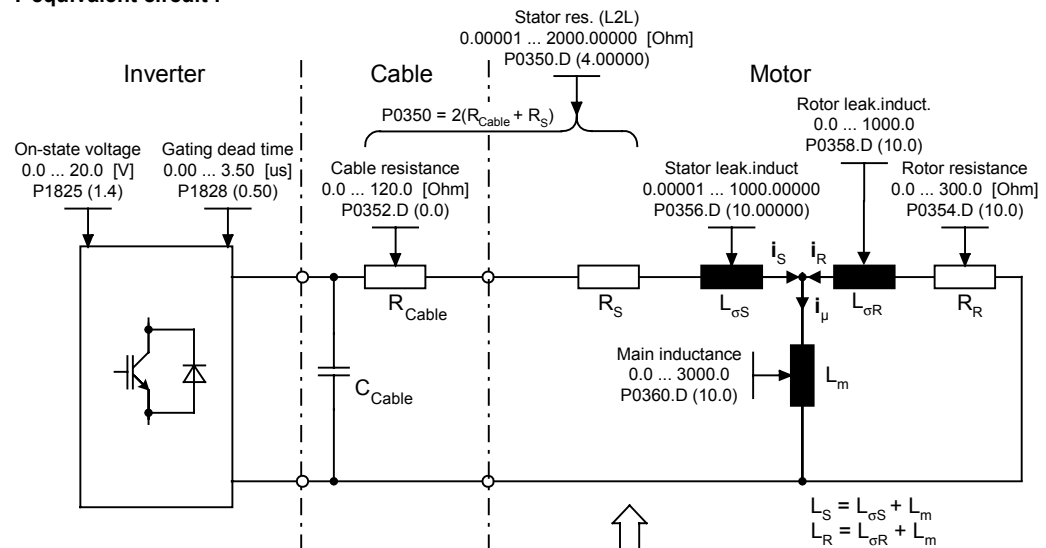 Stator res. (L2L)
0.00001 ... 2000.00000 [Ohm]
P0350.D (4.00000)
Inverter
Cable
Motor
P0350 = 2(R_Cable + R_S)
Rotor leak.induct.
0.0 ... 1000.0
P0358.D (10.0)
On-state voltage
0.0 ... 20.0 [V]
P1825 (1.4)
Gating dead time
0.00 ... 3.50 [us]
P1828 (0.50)
Cable resistance
0.0 ... 120.0 [Ohm]
P0352.D (0.0)
Stator leak.induct
0.00001 ... 1000.00000
P0356.D (10.00000)
Rotor resistance
0.0 ... 300.0 [Ohm]
P0354.D (10.0)
i_S
i_R
R_Cable
R_S
L_σS
i_μ
L_σR
R_R
C_Cable
Main inductance
0.0 ... 3000.0
P0360.D (10.0)
L_m
L_S = L_σS + L_m
L_R = L_σR + L_m